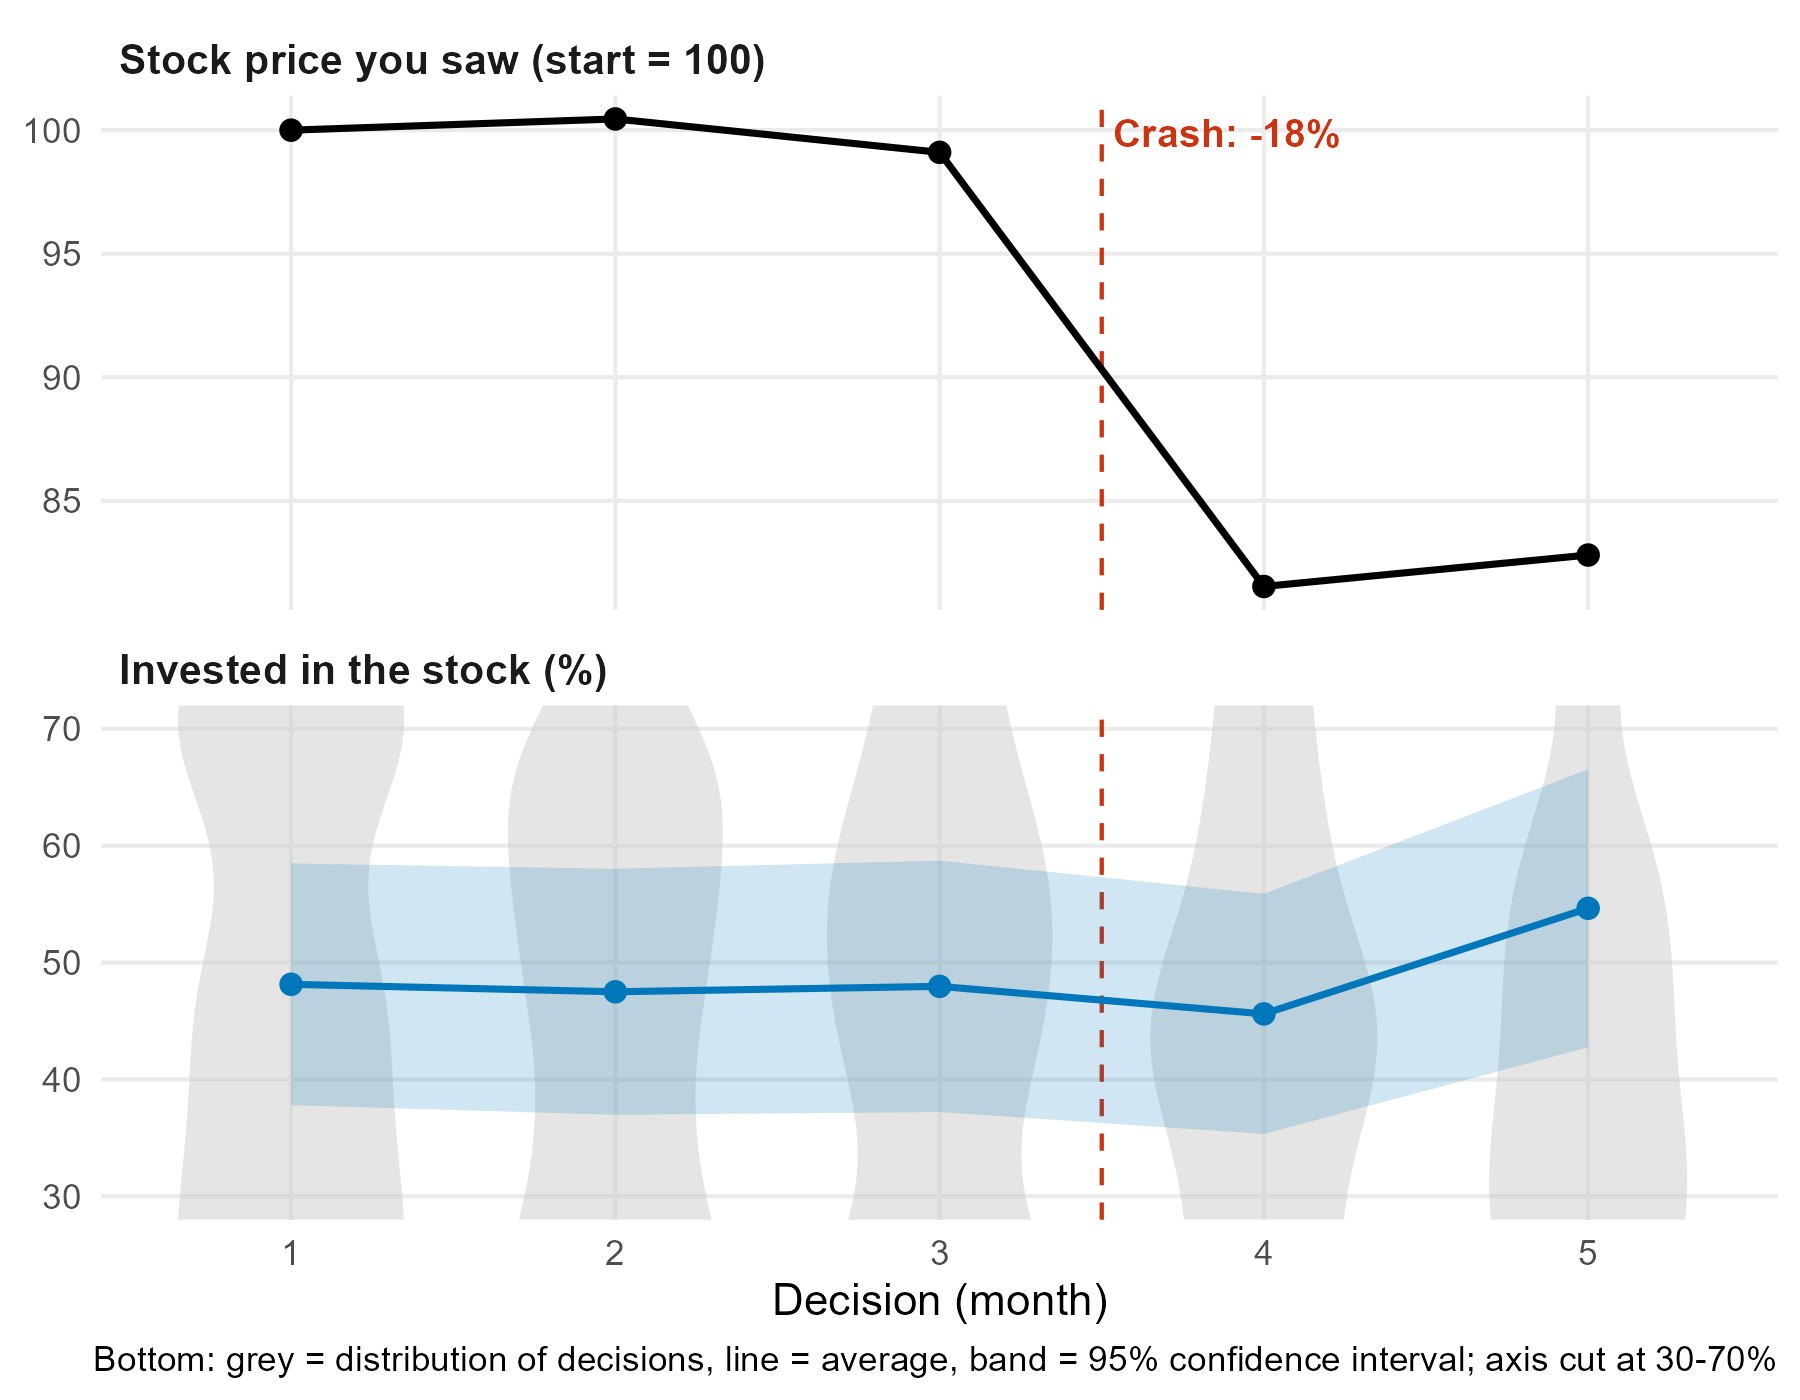 Stock price you saw (start = 100)
100
95
90
85
Crash: -18%
Invested in the stock (%)
70
60
50
40
30
1 2 3 4 5
Decision (month)
Bottom: grey = distribution of decisions, line = average, band = 95% confidence interval; axis cut at 30-70%